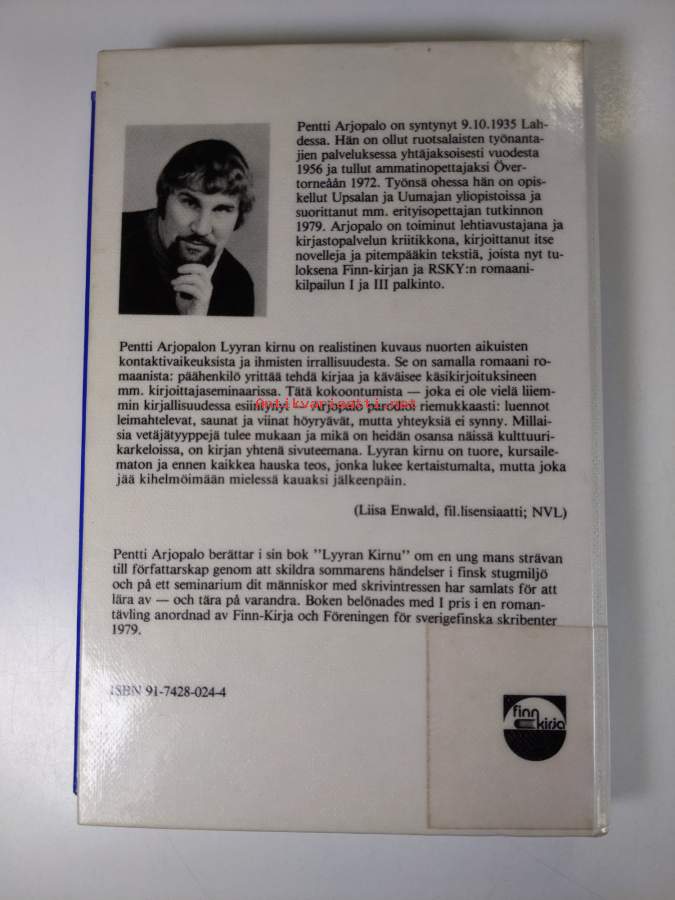 Pentti Arjopalo on syntynyt 9.10.1935 Lah-
dessa. Hän on ollut ruotsalaisten työnanta-
jien palveluksessa yhtäjaksoisesti vuodesta
1956 ja tullut ammatinopettajaksi Över-
torneåån 1972. Työnsä ohessa hän on opis-
kellut Upsalan ja Uumajan yliopistoissa ja
suorittanut mm. erityisopettajan tutkinnon
1979. Arjopalo on toiminut lehtiavustajana ja
kirjastopalvelun kriitikkona, kirjoittanut itse
novelleja ja pitempääkin tekstiä, joista nyt tu-
loksena Finn-kirjan ja RSKY:n romaani-
kilpailun I ja III palkinto.
Pentti Arjopalon Lyyran kirnu on realistinen kuvaus nuorten aikuisten
kontaktivaikeuksista ja ihmisten irrallisuudesta. Se on samalla romaani ro-
maanista: päähenkilö yrittää tehdä kirjaa ja käväisee käsikirjoituksineen
mm. kirjoittajaseminaarissa. Tätä kokoontumista — joka ei ole vielä liiem-
min kirjallisuudessa esiintynyt — Arjopalo parodioi riemukkaasti: luennot
leimahtelevat, saunat ja viinat höyryävät, mutta yhteyksiä ei synny. Millai-
sia vetäjätyyppejä tulee mukaan ja mikä on heidän osansa näissä kulttuuri-
karkeloissa, on kirjan yhtenä sivuteemana. Lyyran kirnu on tuore, kursaile-
maton ja ennen kaikkea hauska teos, jonka lukee kertaistumalta, mutta joka
jää kihelmöimään mielessä kauaksi jälkeenpäin.
(Liisa Enwald, fil.lisensiaatti; NVL)
Pentti Arjopalo berättar i sin bok "Lyyran Kirnu" om en ung mans strävan
till författarskap genom att skildra sommarens händelser i finsk stugmiljö
och på ett seminarium dit människor med skrivintressen har samlats för att
lära av — och tära på varandra. Boken belönades med I pris i en roman-
tävling anordnad av Finn-Kirja och Föreningen för sverigefinska skribenter
1979.
ISBN 91-7428-024-4
finn
kirja